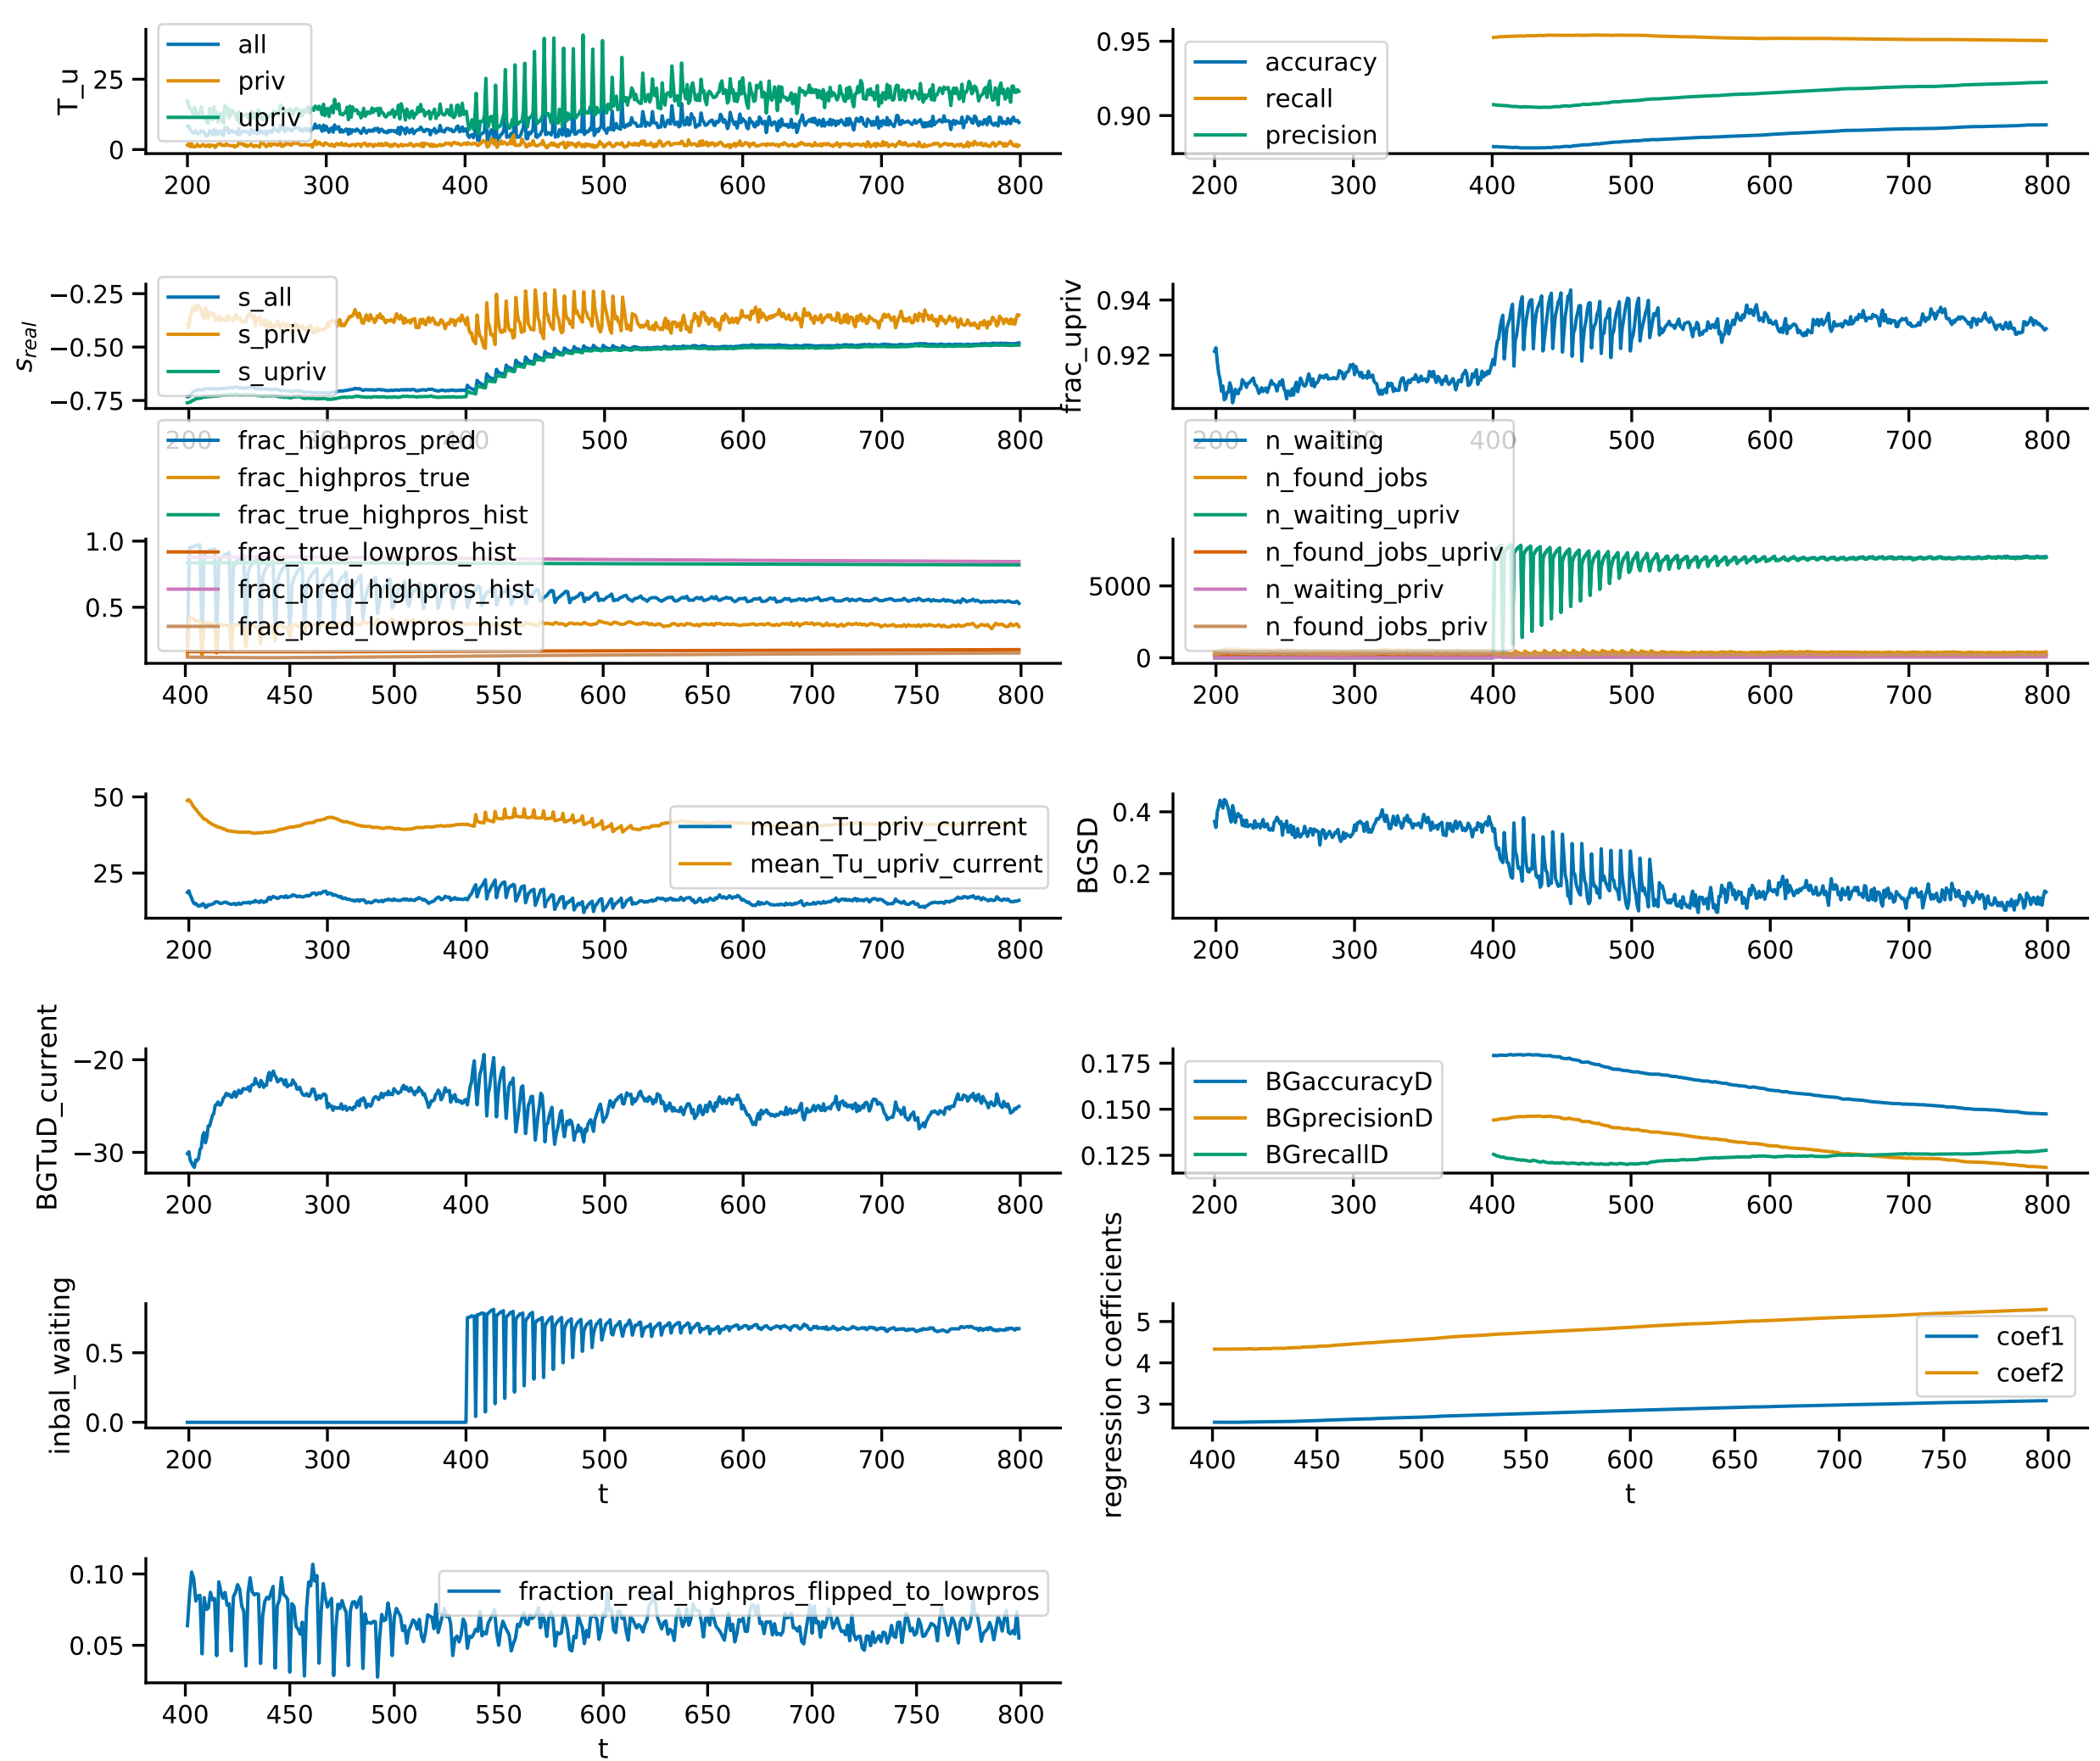 T_u
25
0
all
priv
upriv
200 300 400 500 600 700 800
0.95
0.90
accuracy
recall
precision
200 300 400 500 600 700 800
s_real
−0.25
−0.50
−0.75
s_all
s_priv
s_upriv
200 300 400 500 600 700 800
frac_upriv
0.94
0.92
200 300 400 500 600 700 800
1.0
0.5
frac_highpros_pred
frac_highpros_true
frac_true_highpros_hist
frac_true_lowpros_hist
frac_pred_highpros_hist
frac_pred_lowpros_hist
400 450 500 550 600 650 700 750 800
5000
0
n_waiting
n_found_jobs
n_waiting_upriv
n_found_jobs_upriv
n_waiting_priv
n_found_jobs_priv
200 300 400 500 600 700 800
50
25
mean_Tu_priv_current
mean_Tu_upriv_current
200 300 400 500 600 700 800
BGSD
0.4
0.2
200 300 400 500 600 700 800
BGTuD_current
−20
−30
200 300 400 500 600 700 800
0.175
0.150
0.125
BGaccuracyD
BGprecisionD
BGrecallD
200 300 400 500 600 700 800
inbal_waiting
0.5
0.0
200 300 400 500 600 700 800
t
regression coefficients
5
4
3
coef1
coef2
400 450 500 550 600 650 700 750 800
t
0.10
0.05
fraction_real_highpros_flipped_to_lowpros
400 450 500 550 600 650 700 750 800
t